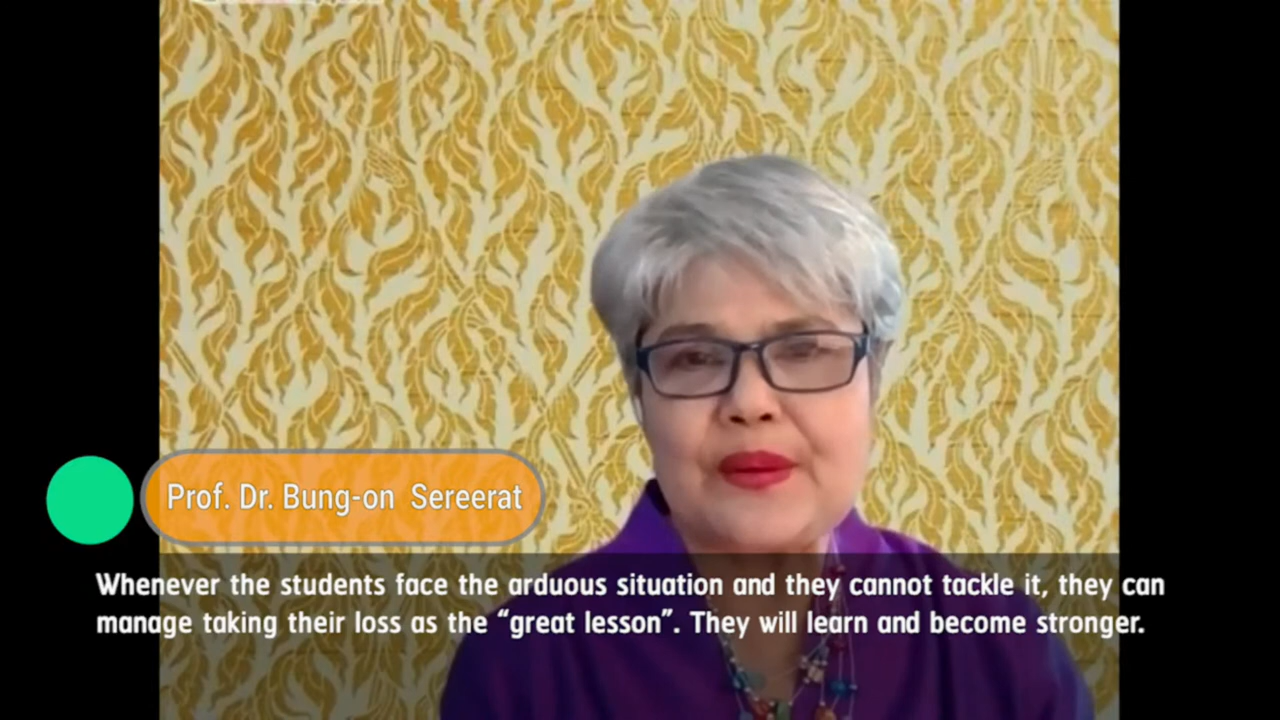 Prof. Dr. Bung-on Sereerat
Whenever the students face the arduous situation and they cannot tackle it, they can
manage taking their loss as the “great lesson”. They will learn and become stronger.